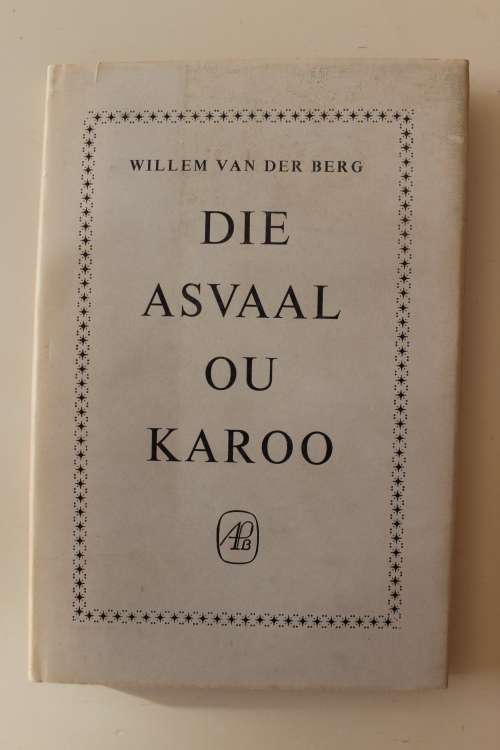 WILLEM VAN DER BERG
DIE
ASVAAL
OU
KAROO
APB